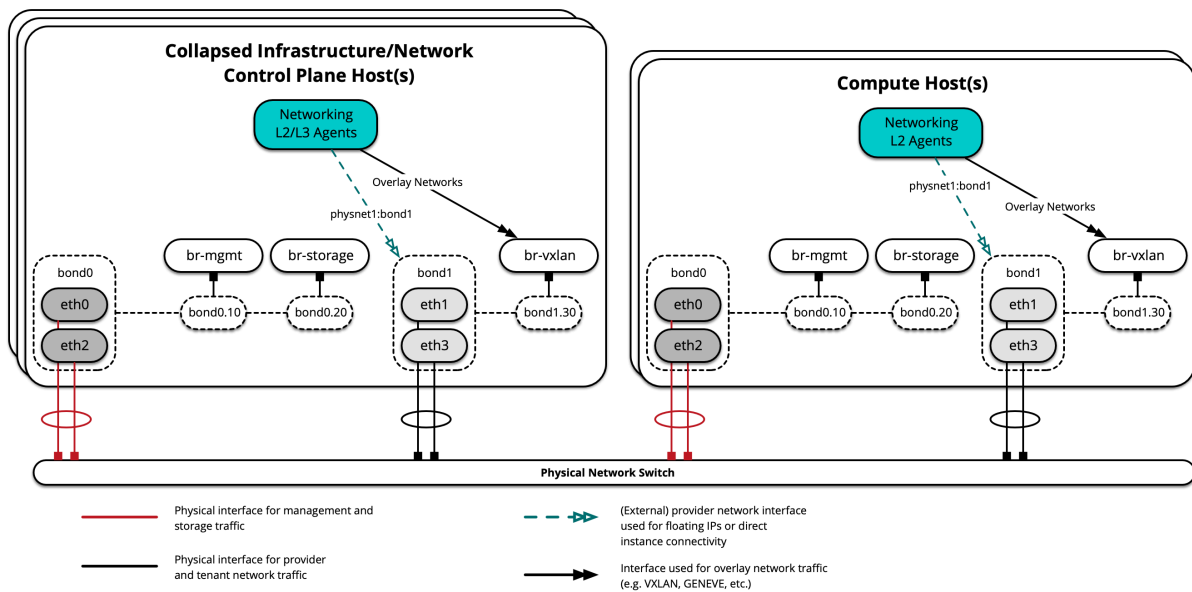 Collapsed Infrastructure/Network
Control Plane Host(s)
Networking
L2/L3 Agents
Overlay Networks
physnet1:bond1
br-mgmt
br-storage
br-vxlan
bond0
bond1
eth0
eth1
bond0.10
bond0.20
bond1.30
eth2
eth3
Compute Host(s)
Networking
L2 Agents
physnet1:bond1
Overlay Networks
br-mgmt
br-storage
br-vxlan
bond0
bond1
eth0
eth1
bond0.10
bond0.20
bond1.30
eth2
eth3
Physical Network Switch
Physical interface for management and
storage traffic
Physical interface for provider
and tenant network traffic
(External) provider network interface
used for floating IPs or direct
instance connectivity
Interface used for overlay network traffic
(e.g. VXLAN, GENEVE, etc.)